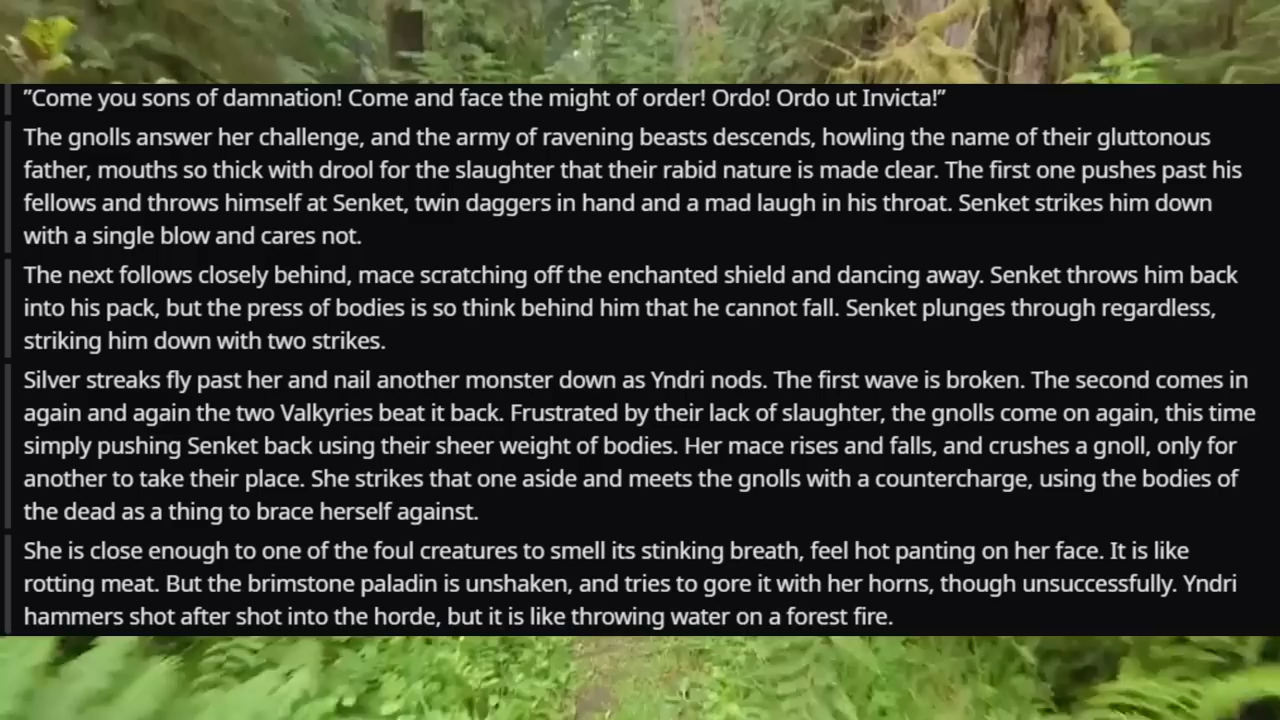 ”Come you sons of damnation! Come and face the might of order! Ordo! Ordo ut Invicta!”
The gnolls answer her challenge, and the army of ravening beasts descends, howling the name of their gluttonous
father, mouths so thick with drool for the slaughter that their rabid nature is made clear. The first one pushes past his
fellows and throws himself at Senket, twin daggers in hand and a mad laugh in his throat. Senket strikes him down
with a single blow and cares not.
The next follows closely behind, mace scratching off the enchanted shield and dancing away. Senket throws him back
into his pack, but the press of bodies is so think behind him that he cannot fall. Senket plunges through regardless,
striking him down with two strikes.
Silver streaks fly past her and nail another monster down as Yndri nods. The first wave is broken. The second comes in
again and again the two Valkyries beat it back. Frustrated by their lack of slaughter, the gnolls come on again, this time
simply pushing Senket back using their sheer weight of bodies. Her mace rises and falls, and crushes a gnoll, only for
another to take their place. She strikes that one aside and meets the gnolls with a countercharge, using the bodies of
the dead as a thing to brace herself against.
She is close enough to one of the foul creatures to smell its stinking breath, feel hot panting on her face. It is like
rotting meat. But the brimstone paladin is unshaken, and tries to gore it with her horns, though unsuccessfully. Yndri
hammers shot after shot into the horde, but it is like throwing water on a forest fire.